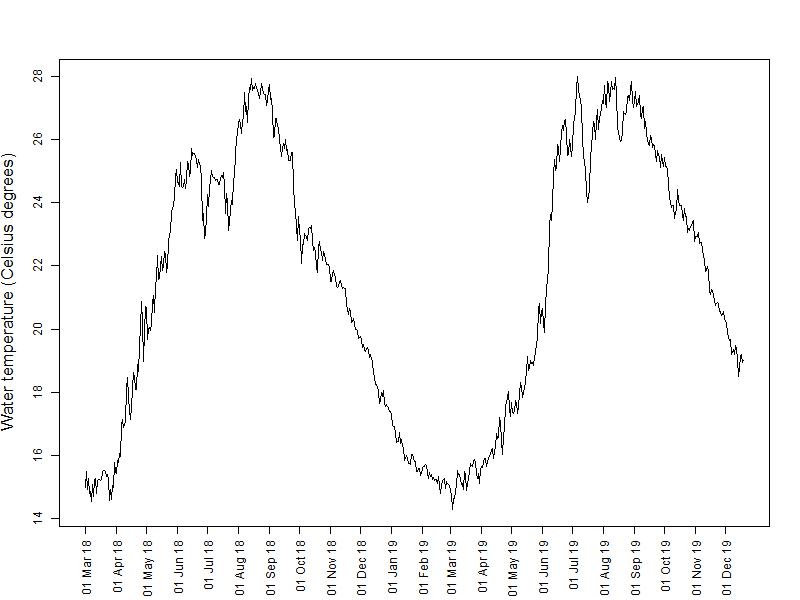 Water temperature (Celsius degrees)
28
26
24
22
20
18
16
14
01 Mar 18
01 Apr 18
01 May 18
01 Jun 18
01 Jul 18
01 Aug 18
01 Sep 18
01 Oct 18
01 Nov 18
01 Dec 18
01 Jan 19
01 Feb 19
01 Mar 19
01 Apr 19
01 May 19
01 Jun 19
01 Jul 19
01 Aug 19
01 Sep 19
01 Oct 19
01 Nov 19
01 Dec 19